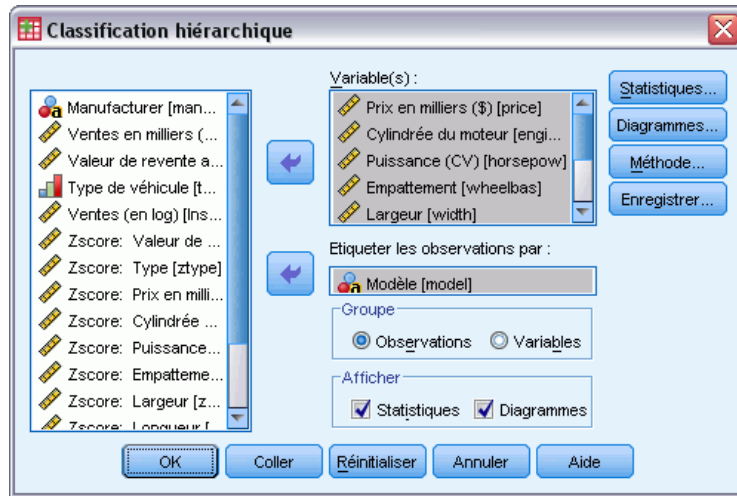 Classification hiérarchique
Manufacturer [man...
Ventes en milliers (...
Valeur de revente a...
Type de véhicule [t...
Ventes (en log) [lns...
Zscore: Valeur de ...
Zscore: Type [ztype]
Zscore: Prix en milli...
Zscore: Cylindrée ...
Zscore: Puissance...
Zscore: Empatteme...
Zscore: Largeur [z...
Zscore: Longueur [
Variable(s) :
Prix en milliers ($) [price]
Cylindrée du moteur [engi...
Puissance (CV) [horsepow]
Empattement [wheelbas]
Largeur [width]
Etiqueter les observations par :
Modèle [model]
Groupe
Observations
Variables
Afficher
Statistiques
Diagrammes
Statistiques...
Diagrammes...
Méthode...
Enregistrer...
OK
Coller
Réinitialiser
Annuler
Aide